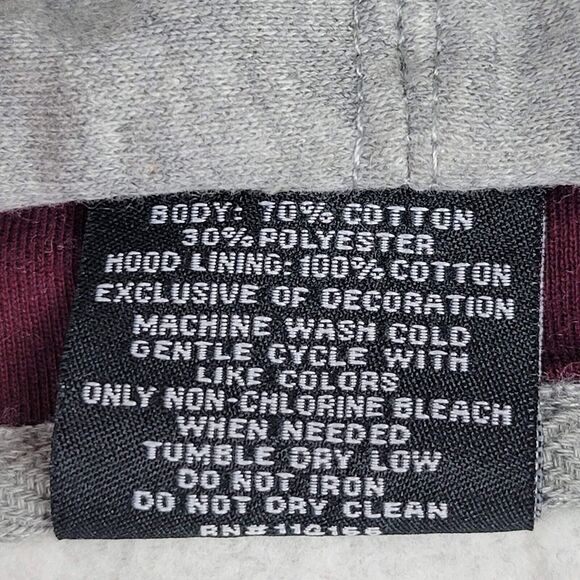 BODY: 70% COTTON
30% POLYESTER
HOOD LINING: 100% COTTON
EXCLUSIVE OF DECORATION
MACHINE WASH COLD
GENTLE CYCLE WITH
LIKE COLORS
ONLY NON-CHLORINE BLEACH
WHEN NEEDED
TUMBLE DRY LOW
DO NOT IRON
DO NOT DRY CLEAN